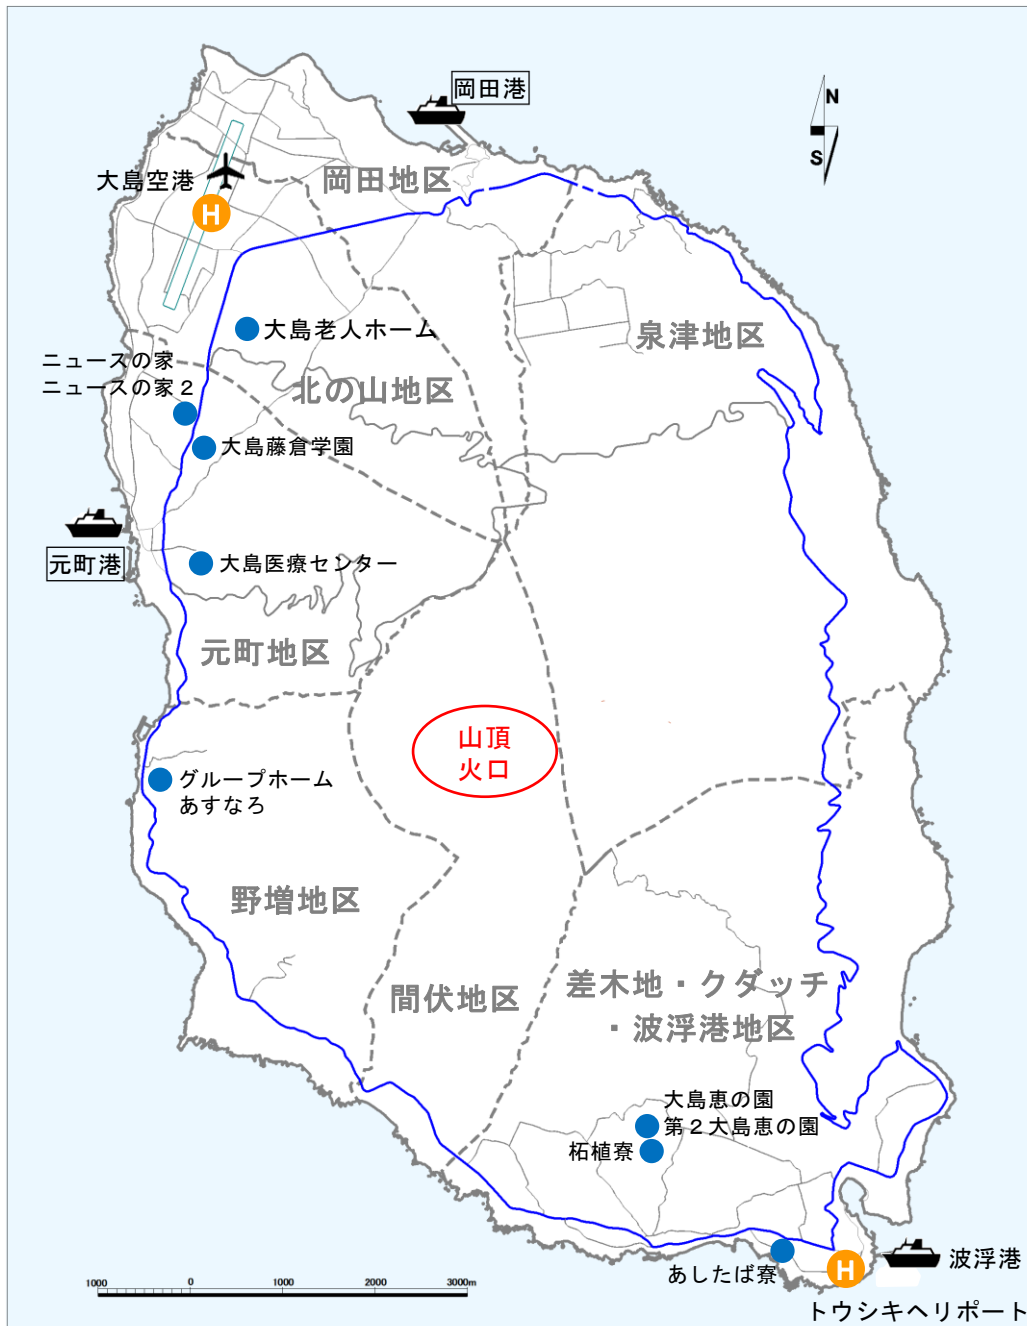 岡田港
N
S
大島空港
H
岡田地区
泉津地区
大島老人ホーム
ニュースの家
ニュースの家２
北の山地区
大島藤倉学園
元町港
大島医療センター
元町地区
山頂
火口
グループホーム
あすなろ
野増地区
間伏地区
差木地・クダッチ
・波浮港地区
大島恵の園
第２大島恵の園
柘植寮
あしたば寮
H
波浮港
トウシキヘリポート
1000 0 1000 2000 3000m